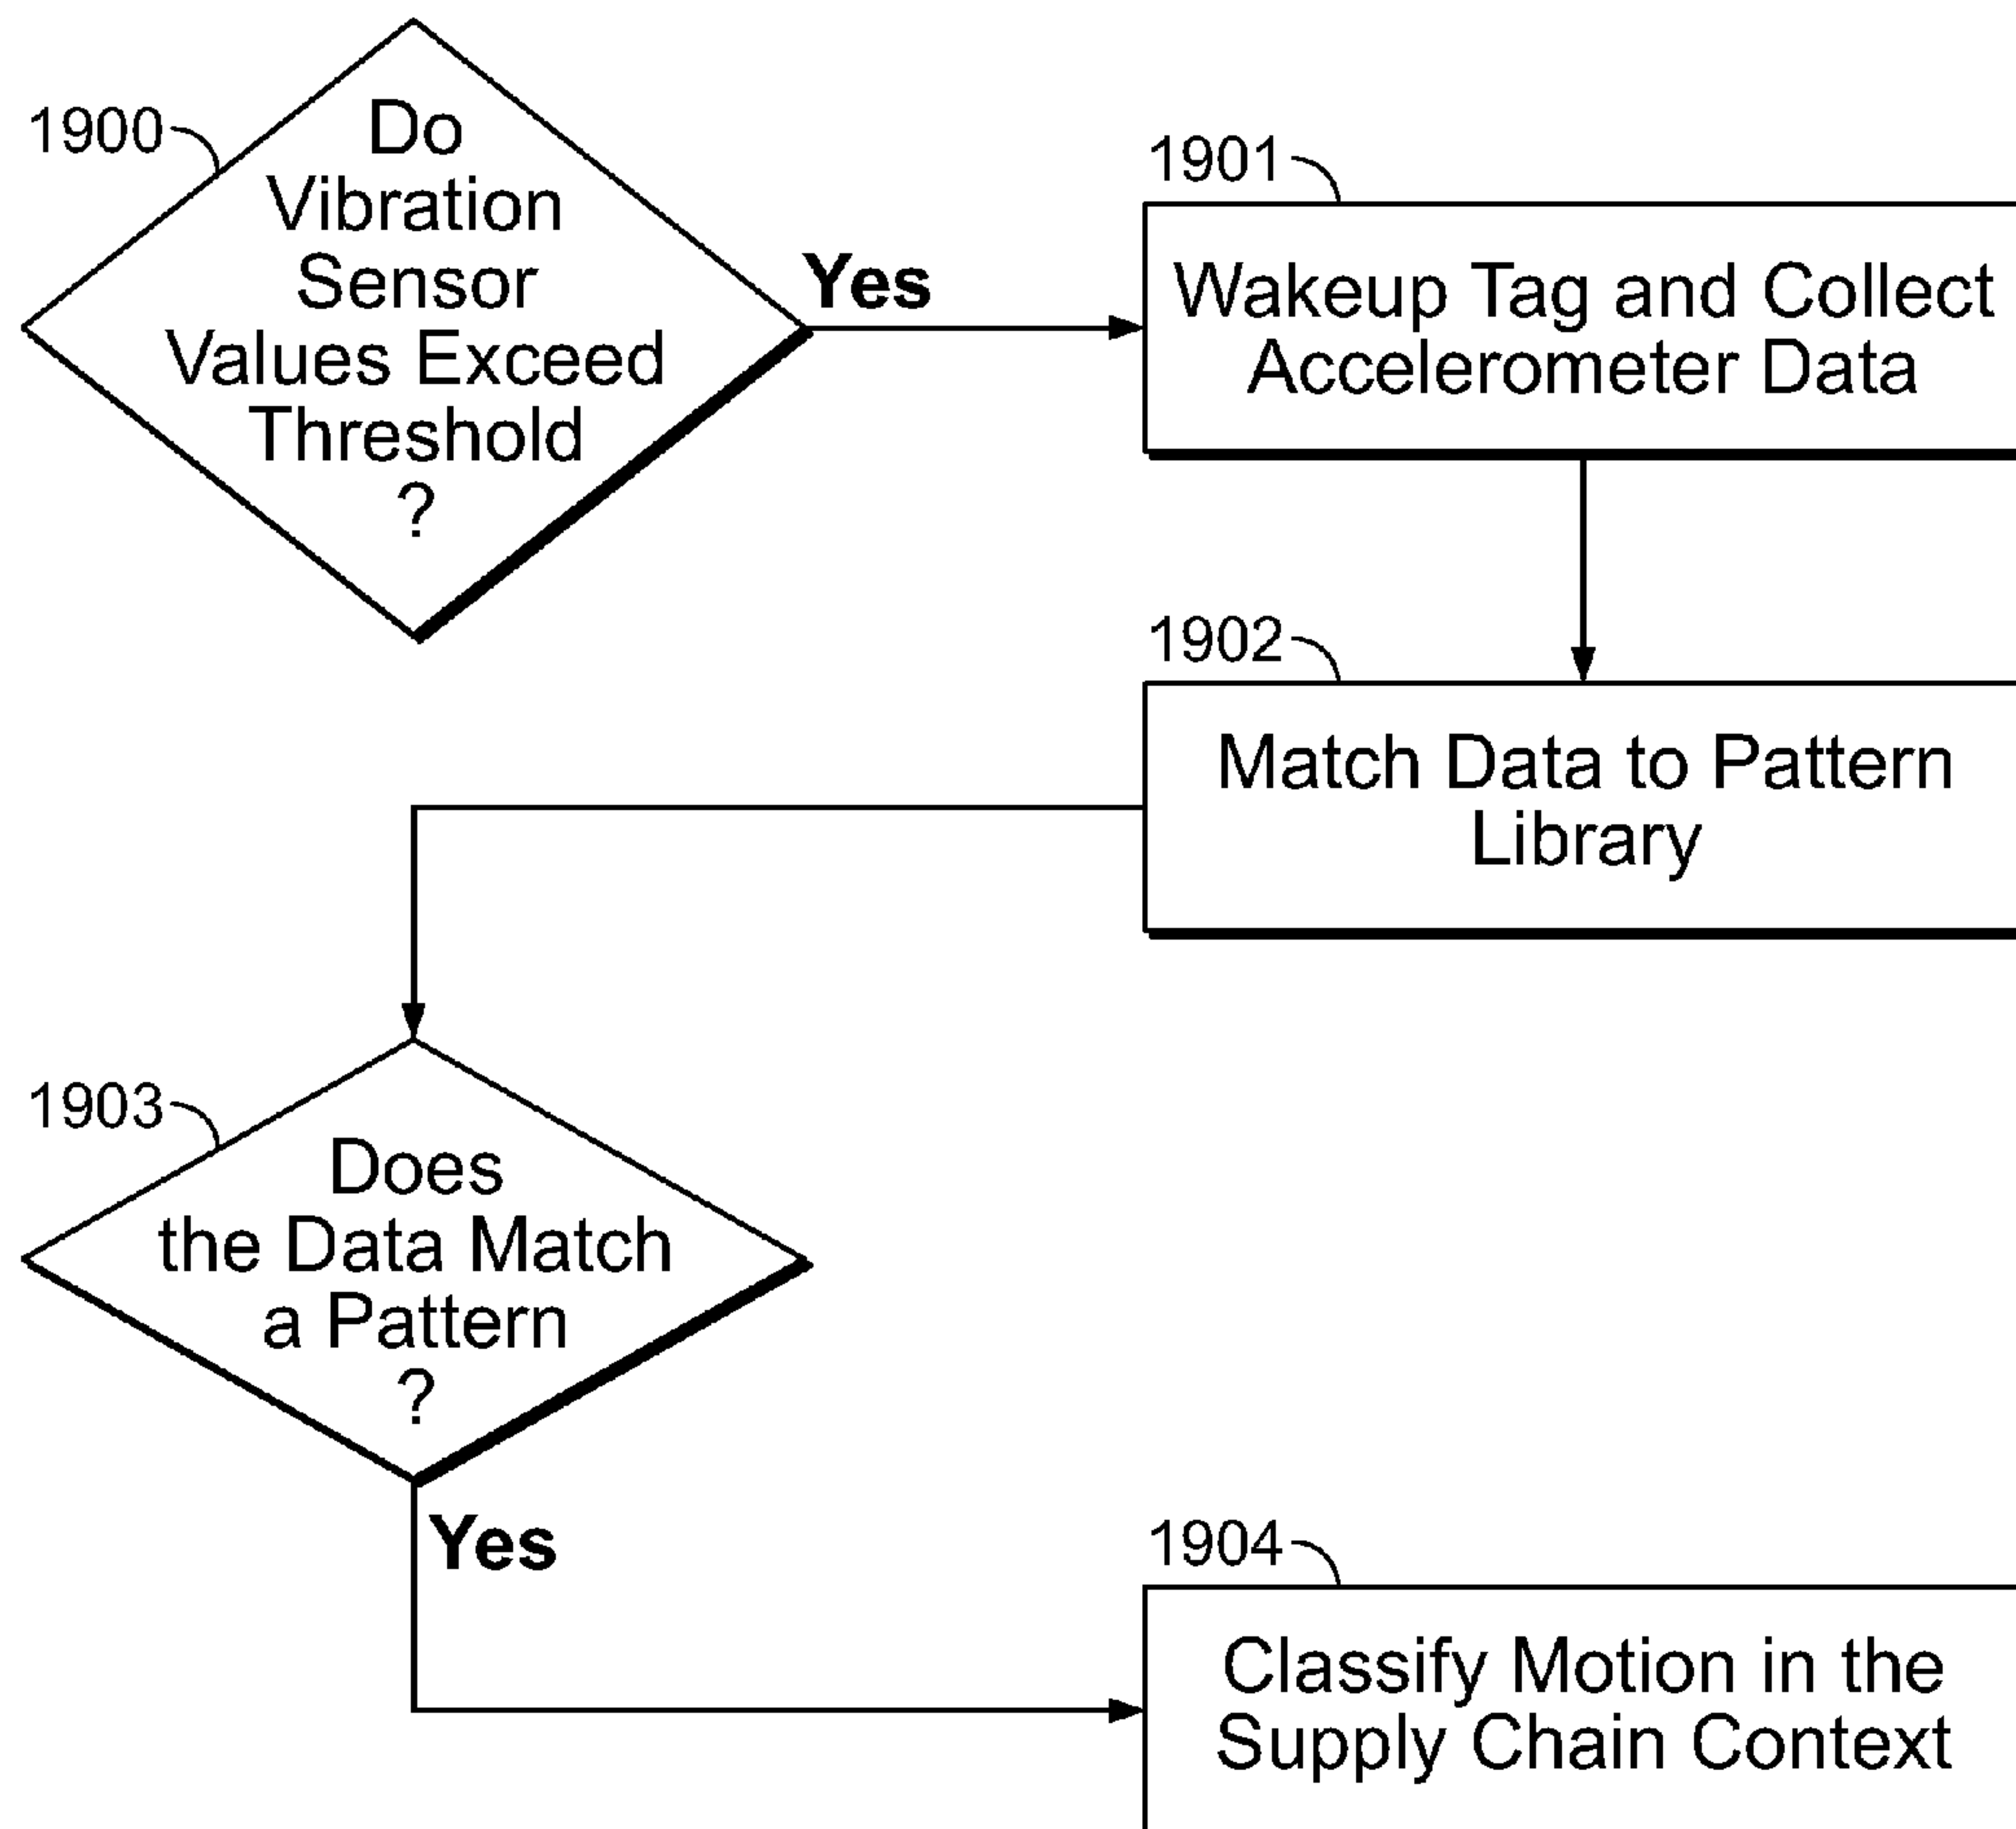 1900
Do
Vibration
Sensor
Values Exceed
Threshold
?
Yes
1901
Wakeup Tag and Collect
Accelerometer Data
1902
Match Data to Pattern
Library
1903
Does
the Data Match
a Pattern
?
Yes
1904
Classify Motion in the
Supply Chain Context